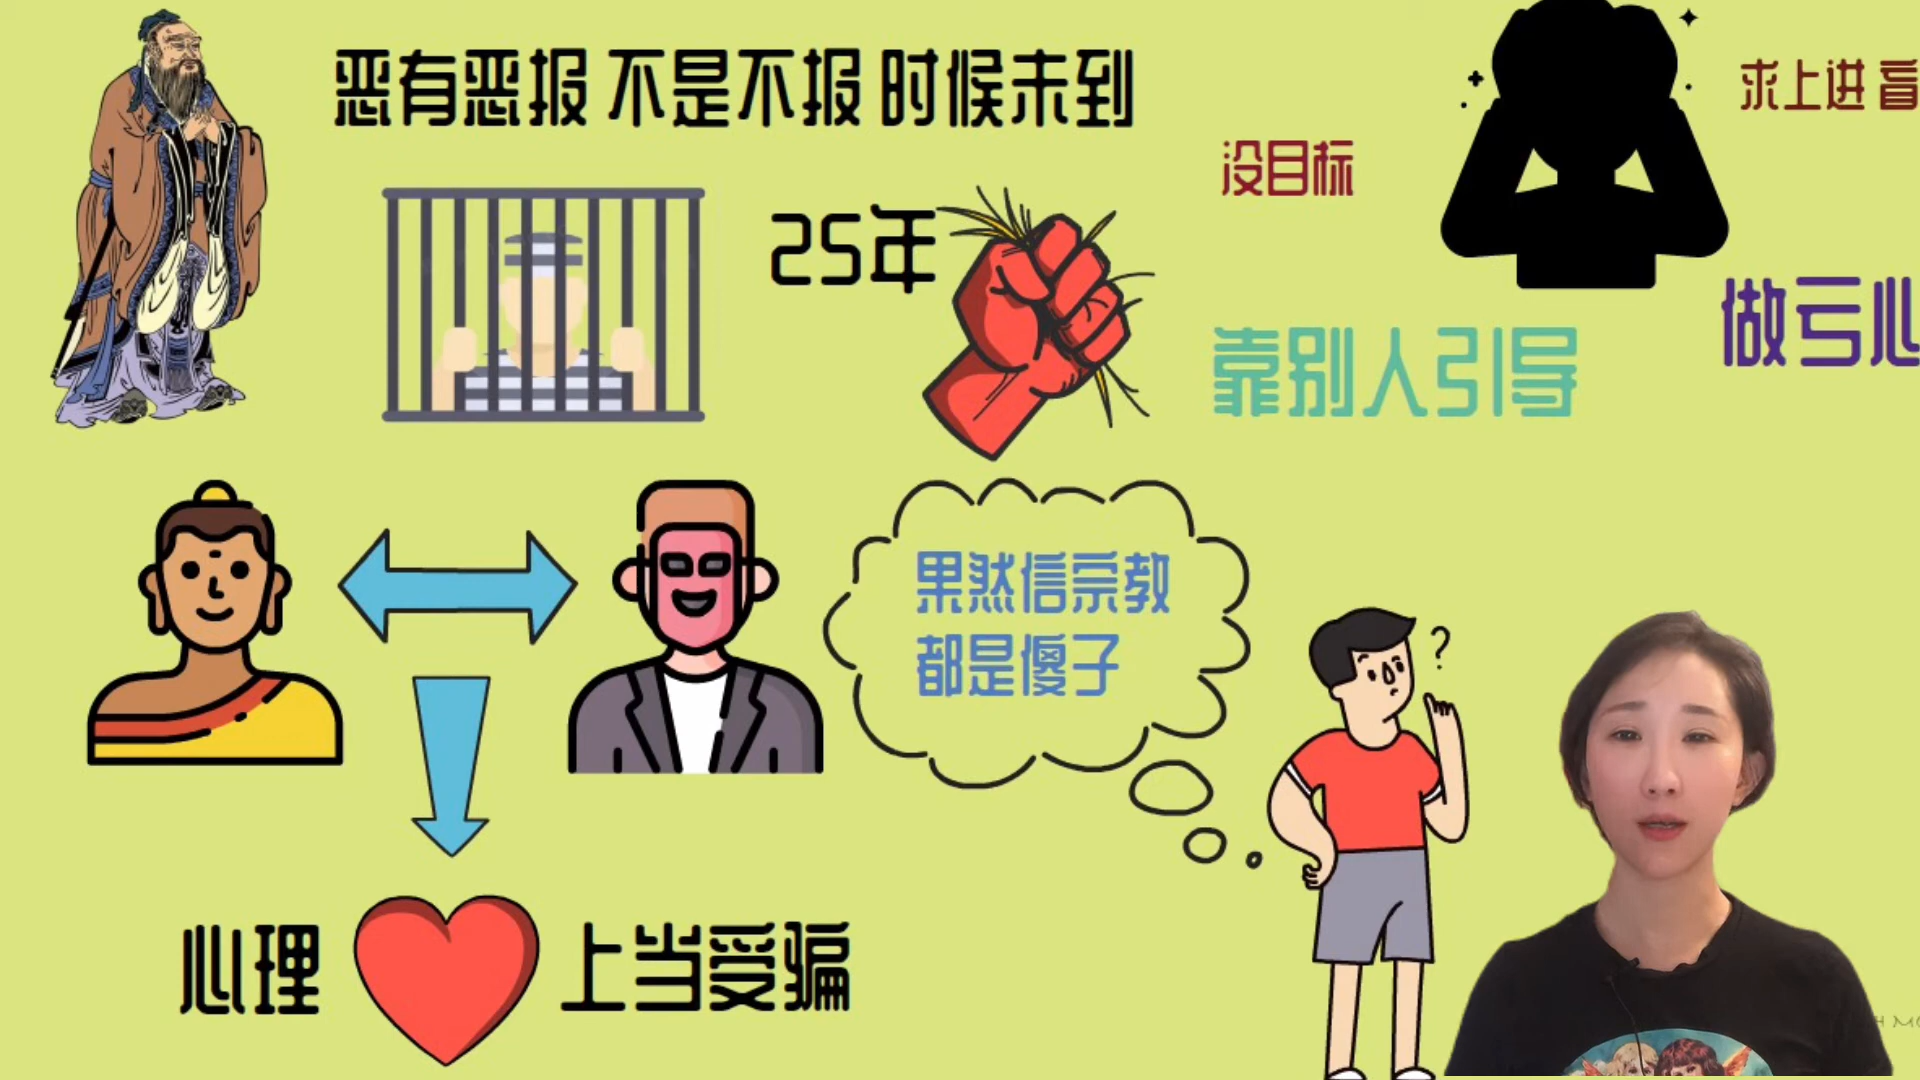 恶有恶报 不是不报 时候未到
求上进 盲
没目标
25年
做亏心
靠别人引导
果然信宗教
都是傻子
?
心理
上当受骗